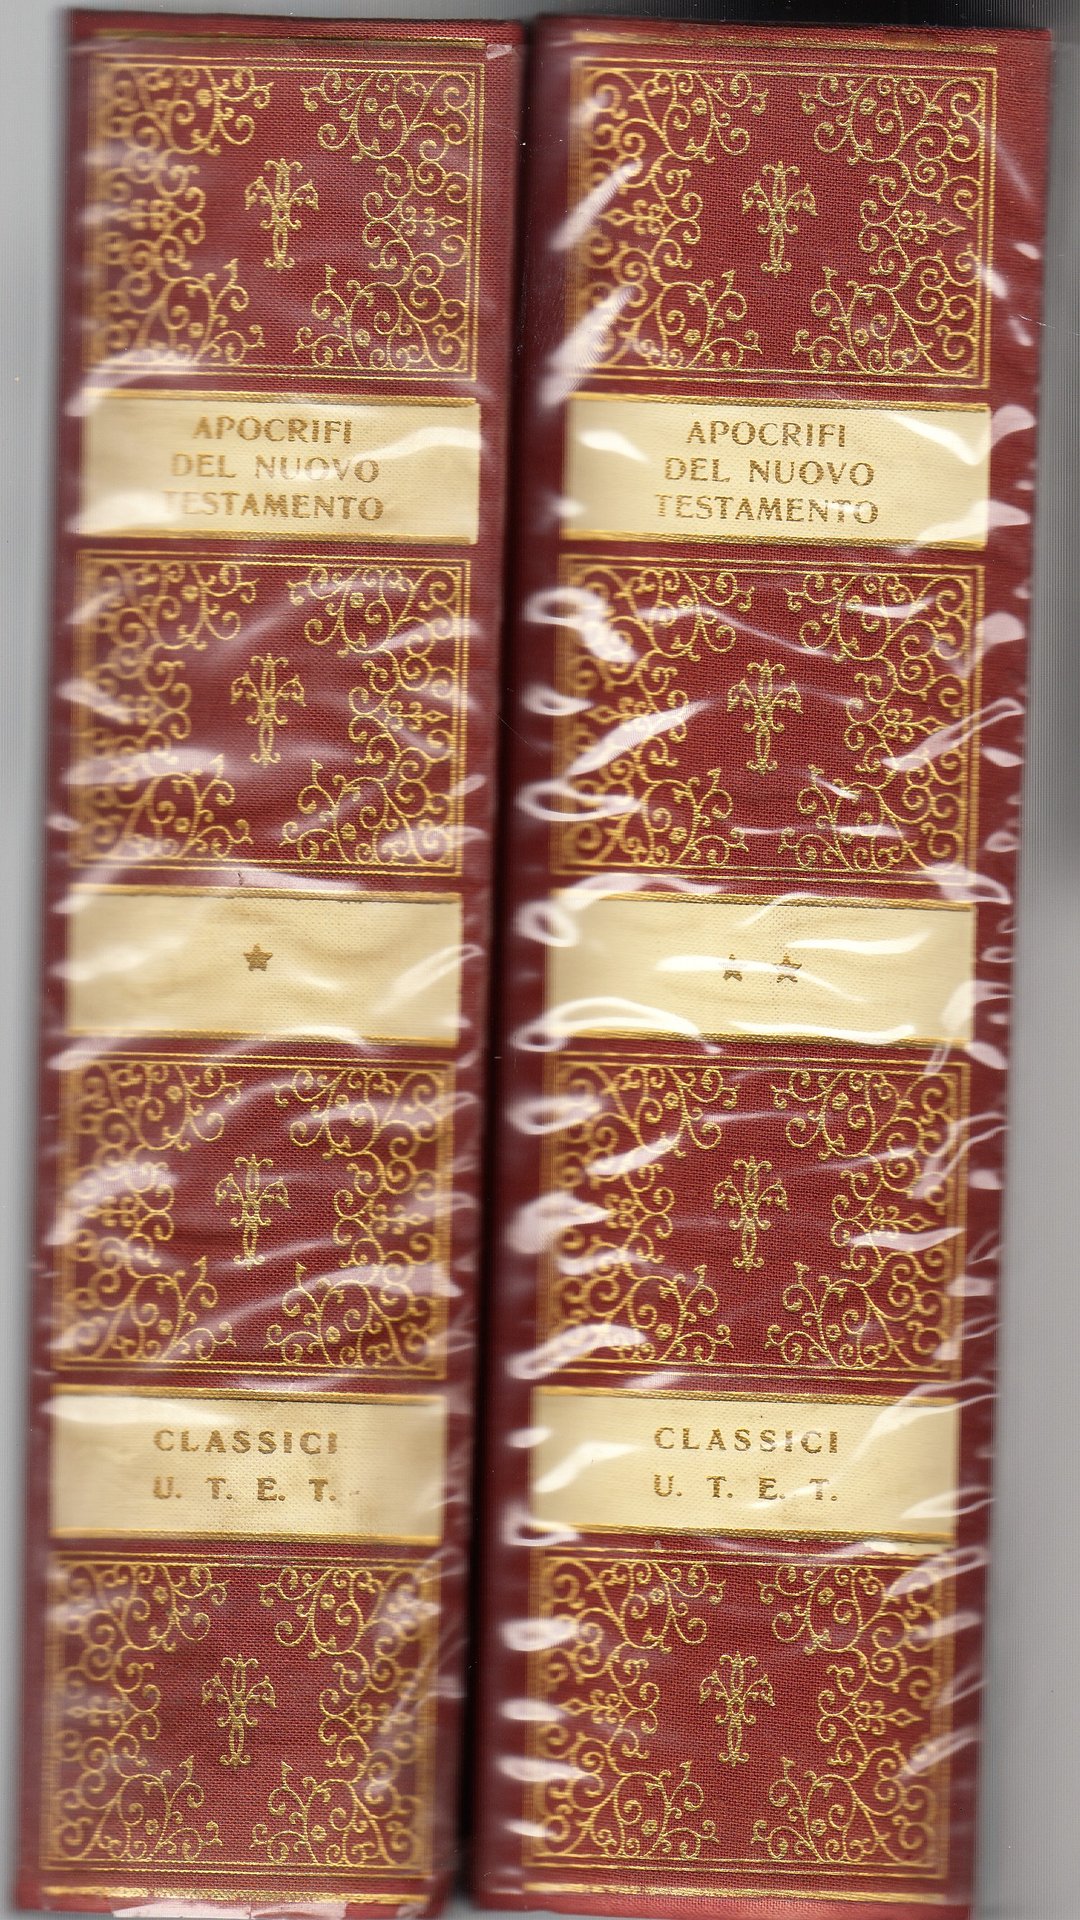 APOCRIFI
DEL NUOVO
TESTAMENTO
CLASSICI
U. T. E. T.
APOCRIFI
DEL NUOVO
TESTAMENTO
CLASSICI
U. T. E. T.